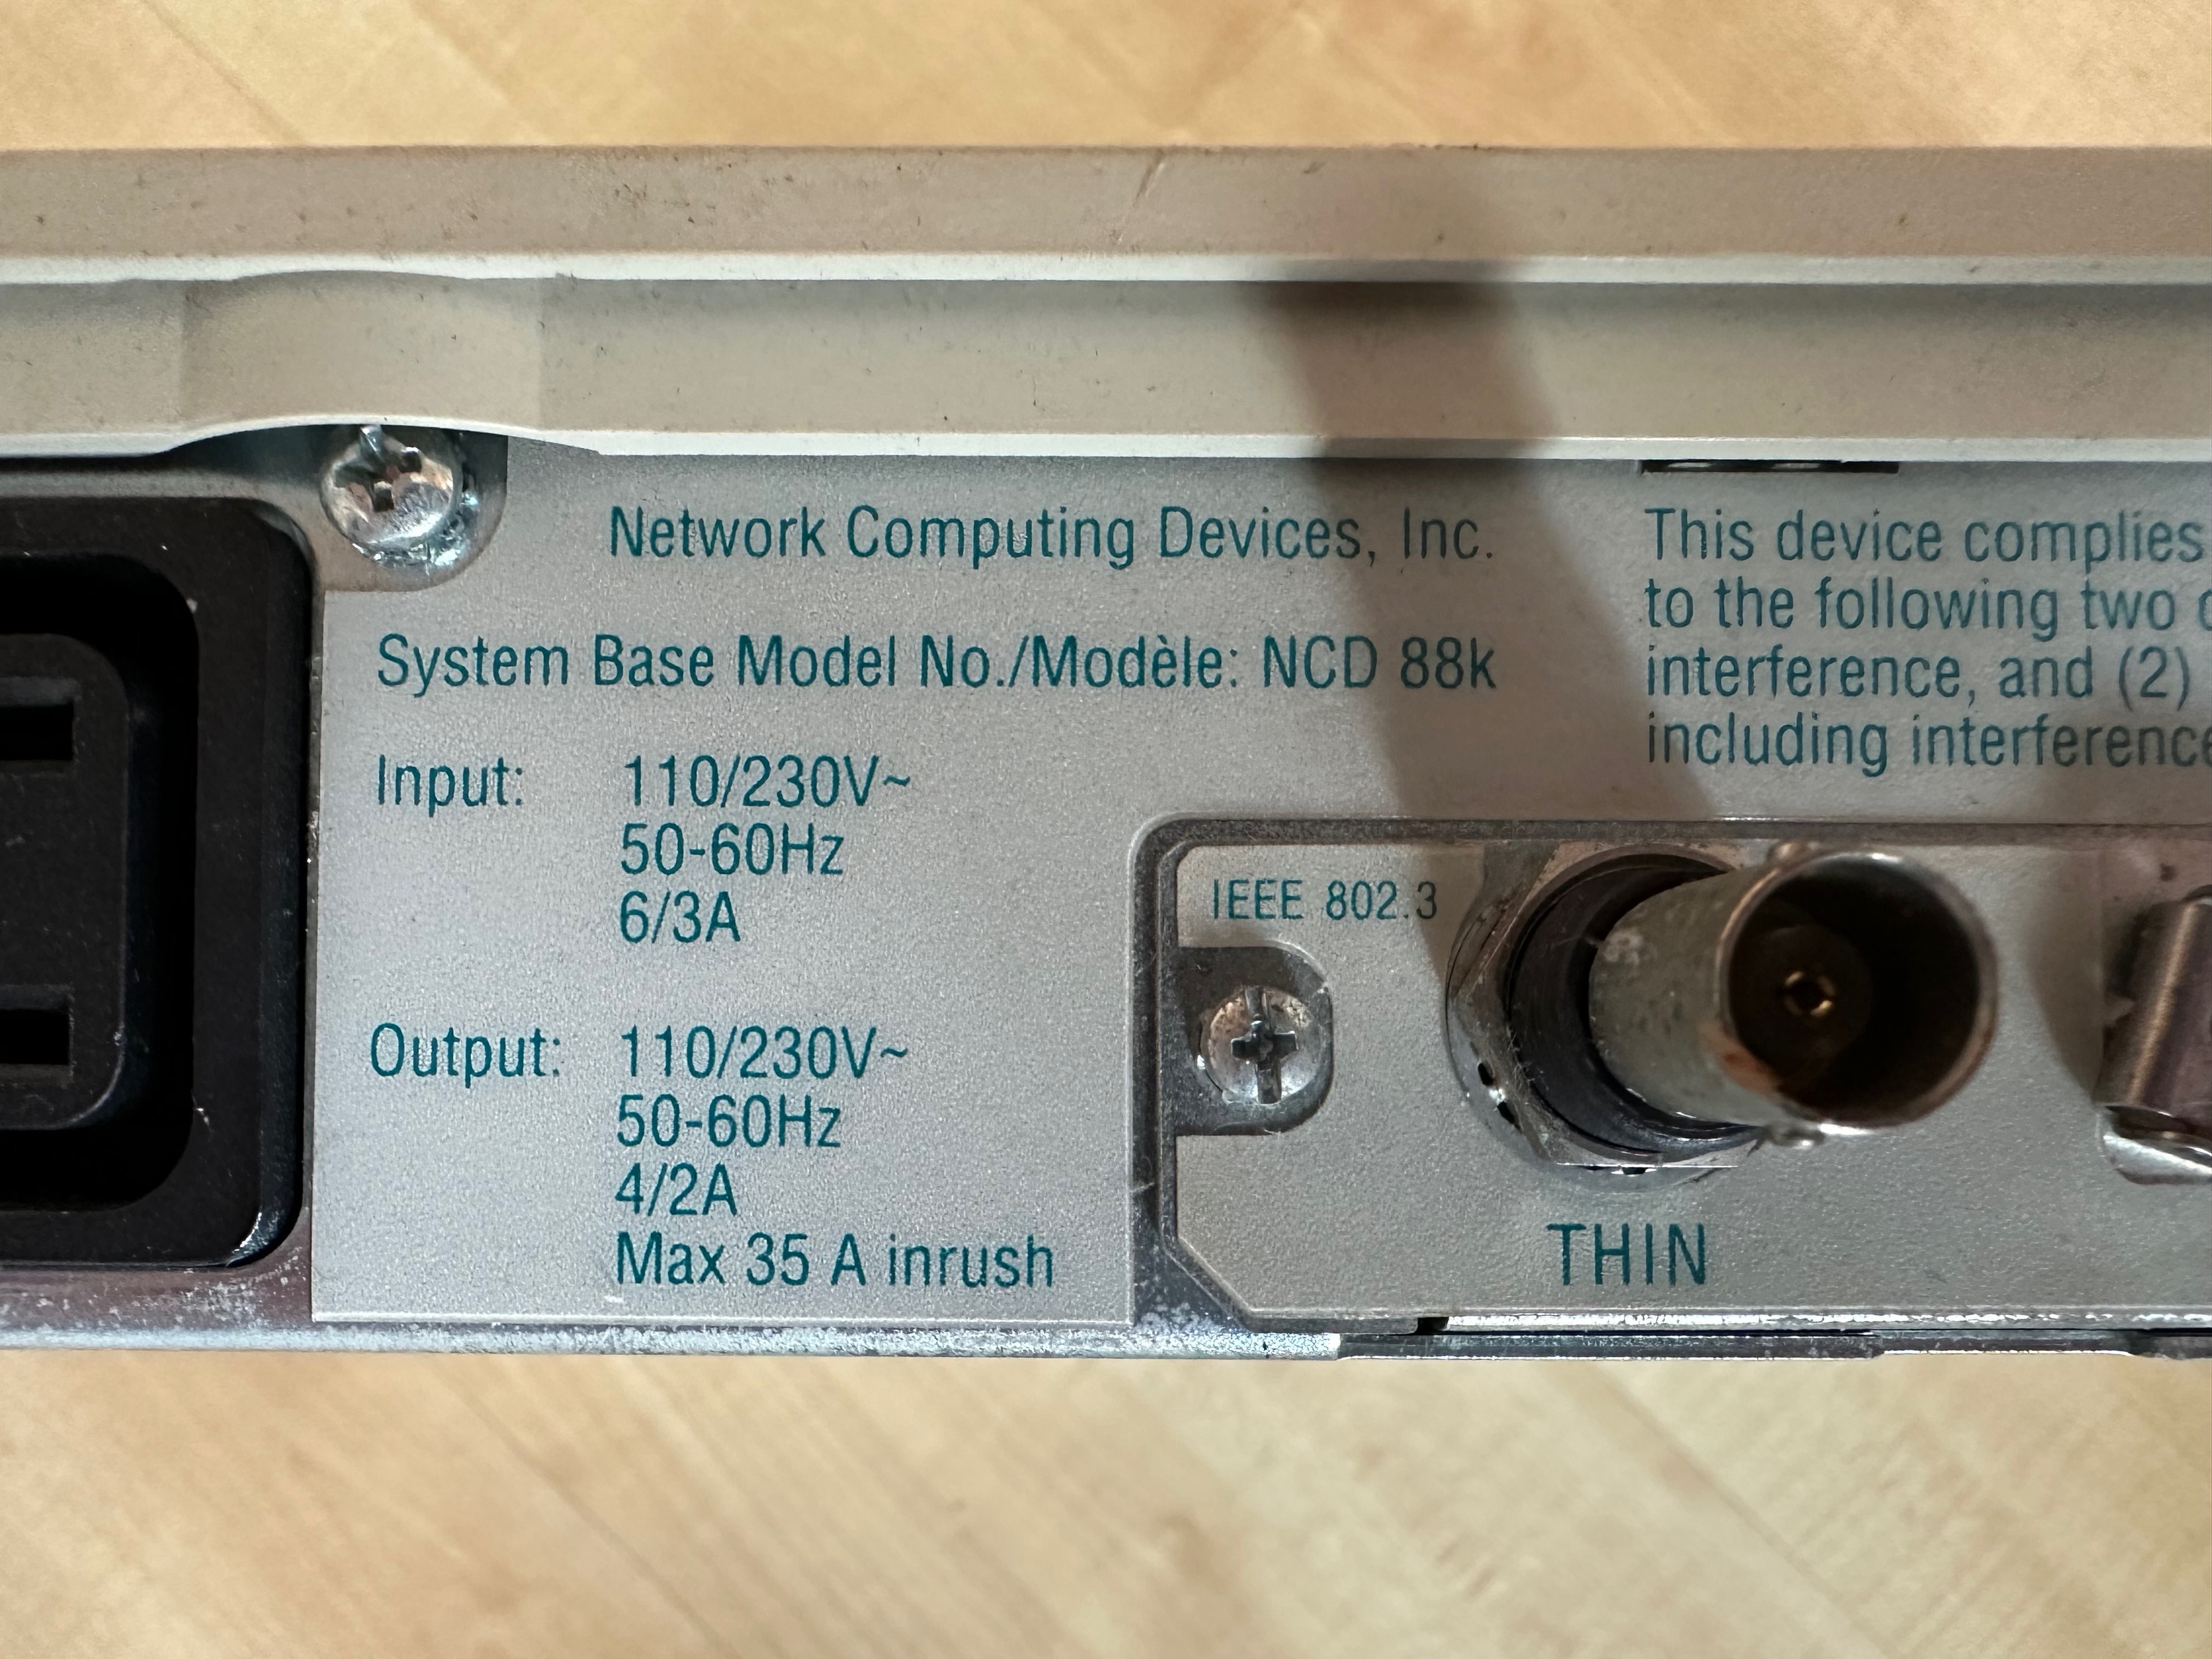 Network Computing Devices, Inc.
System Base Model No./Modèle: NCD 88k
Input: 110/230V~
50-60Hz
6/3A
Output: 110/230V~
50-60Hz
4/2A
Max 35 A inrush
This device complies
to the following two
interference, and (2)
including interference
IEEE 802.3
THIN